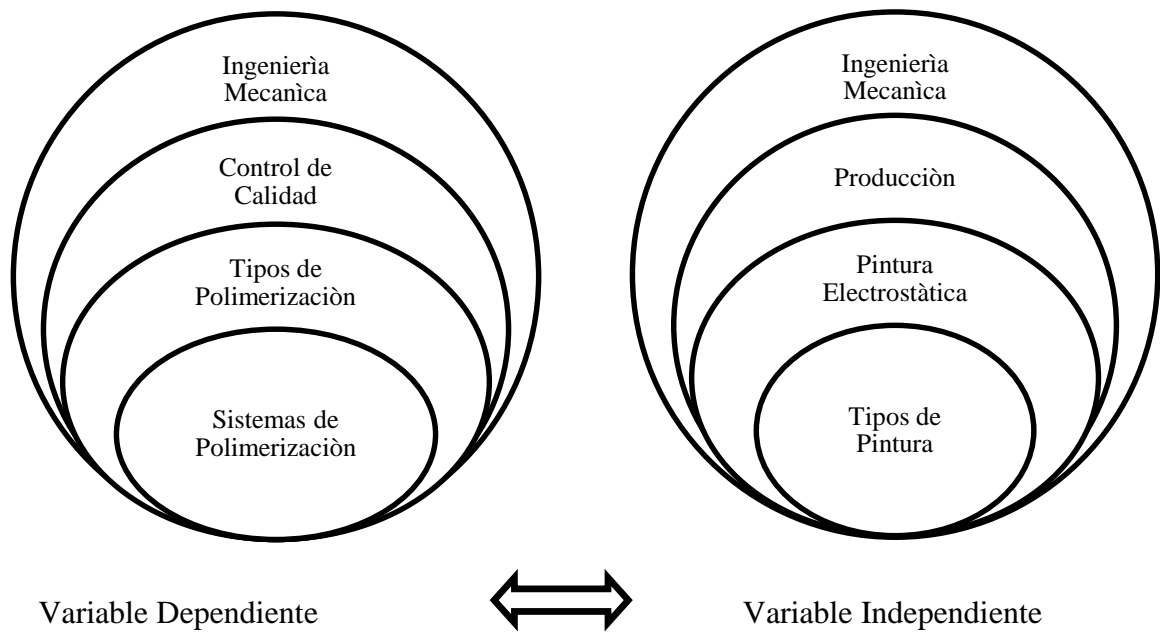 Ingenierìa
Mecanìca
Control de
Calidad
Tipos de
Polimerizaciòn
Sistemas de
Polimerizaciòn
Variable Dependiente
Ingenierìa
Mecanìca
Producciòn
Pintura
Electrostàtica
Tipos de
Pintura
Variable Independiente